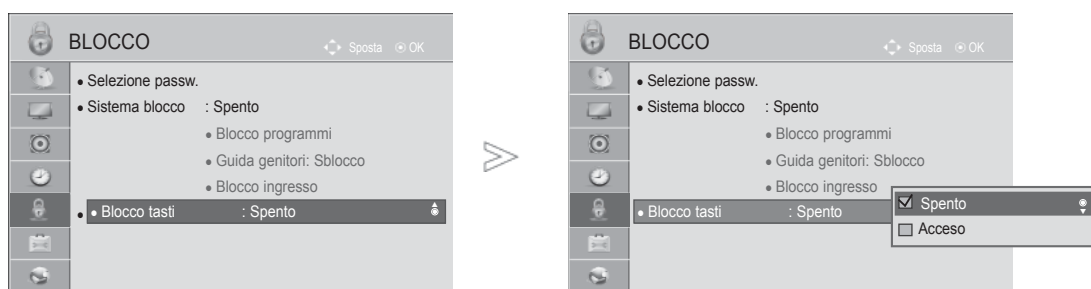 BLOCCO
Sposta OK
• Selezione passw.
• Sistema blocco : Spento
• Blocco programmi
• Guida genitori: Sblocco
• Blocco ingresso
• • Blocco tasti : Spento
BLOCCO
Sposta OK
• Selezione passw.
• Sistema blocco : Spento
• Blocco programmi
• Guida genitori: Sblocco
• Blocco ingresso
• Blocco tasti : Spento
Spento
Acceso